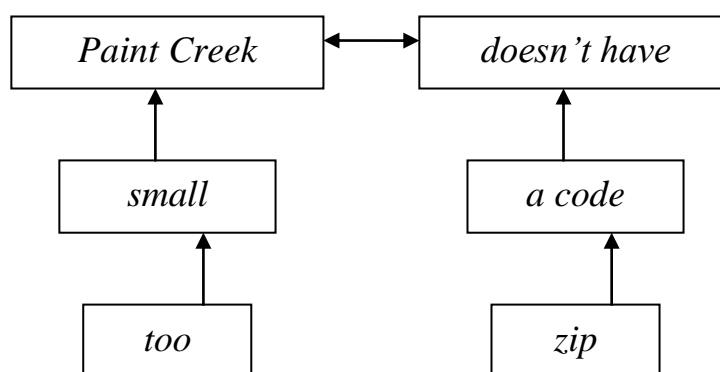 Paint Creek
doesn’t have
small
a code
too
zip